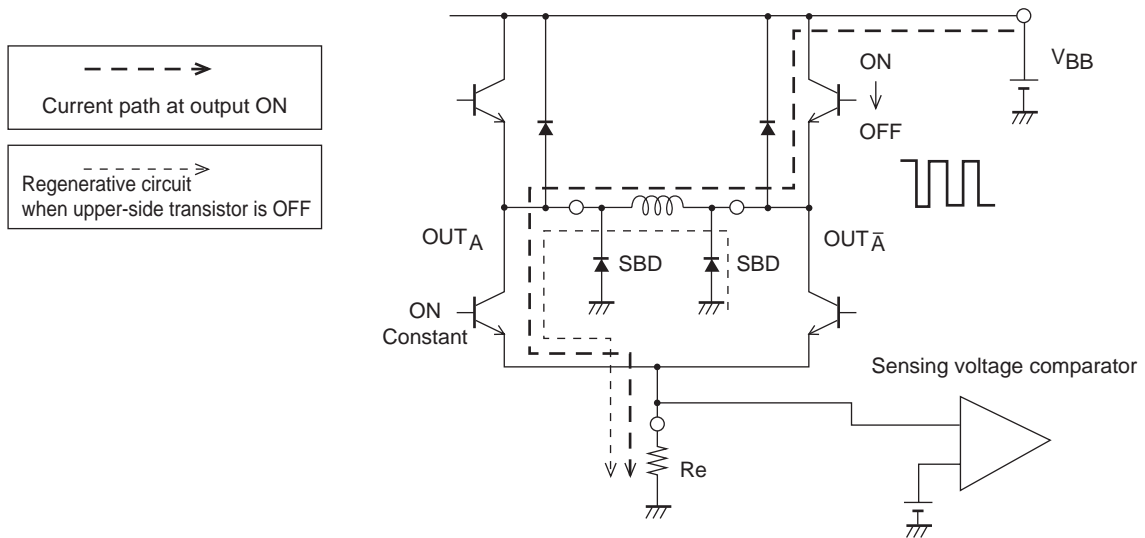 Current path at output ON
Regenerative circuit
when upper-side transistor is OFF
VBB
ON
OFF
OUTA
OUTA̅
SBD
SBD
ON
Constant
Sensing voltage comparator
Re